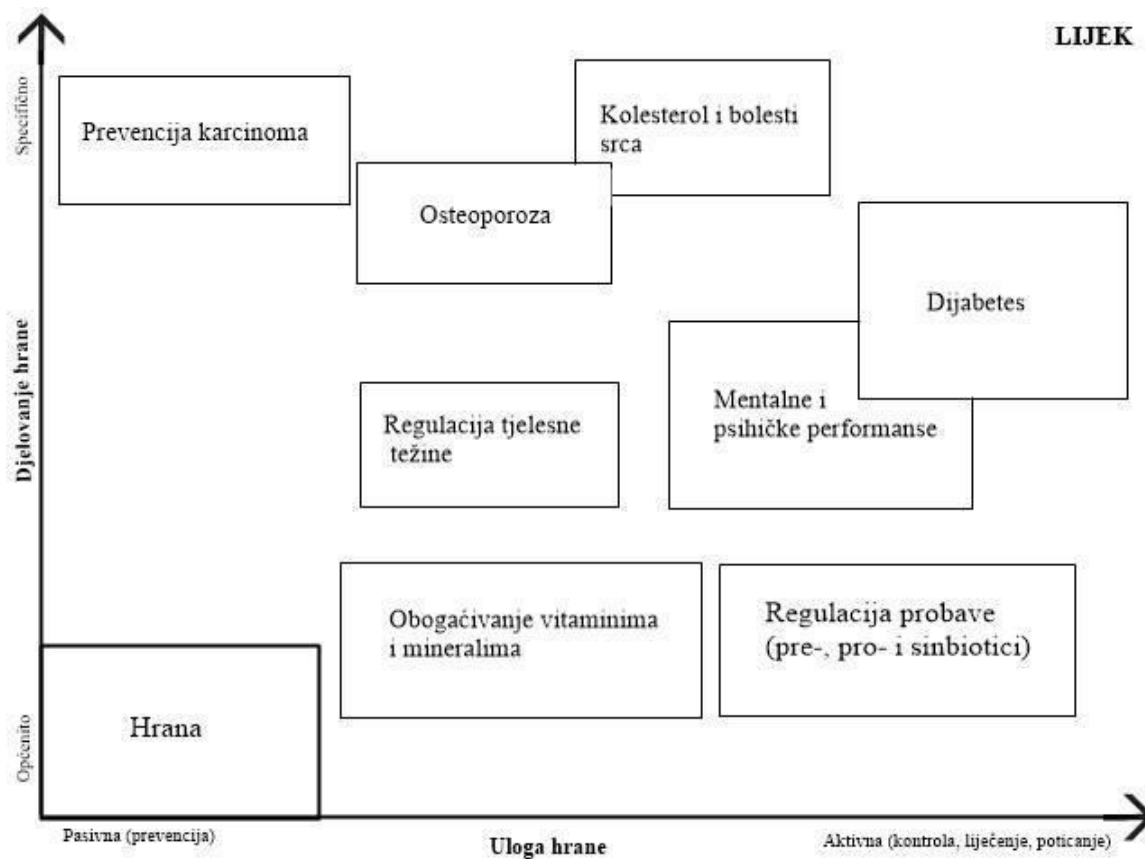 LIJEK
Specifično
Prevencija karcinoma
Kolesterol i bolesti
srca
Osteoporoza
Dijabetes
Djelovanje hrane
Regulacija tjelesne
težine
Mentalne i
psihičke performanse
Obogaćivanje vitaminima
i mineralima
Regulacija probave
(pre-, pro- i sinbiotici)
Općenito
Hrana
Pasivna (prevencija)
Uloga hrane
Aktivna (kontrola, liječenje, poticanje)